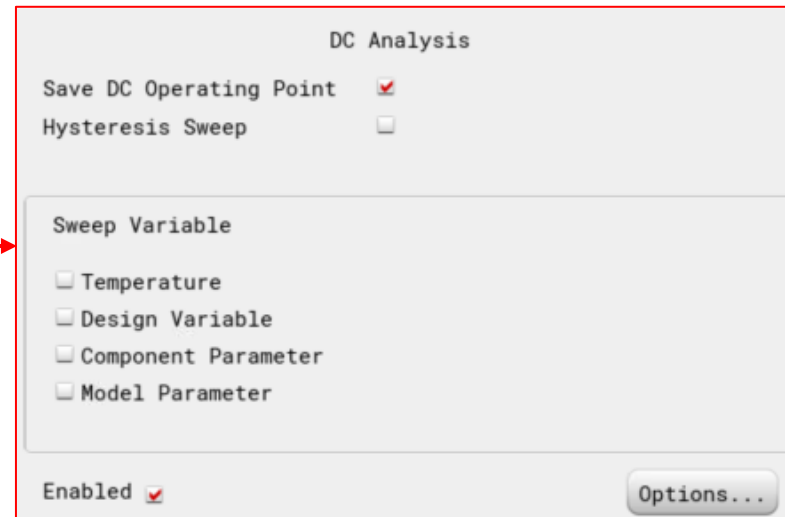 DC Analysis
Save DC Operating Point
Hysteresis Sweep
Sweep Variable
Temperature
Design Variable
Component Parameter
Model Parameter
Enabled Options...